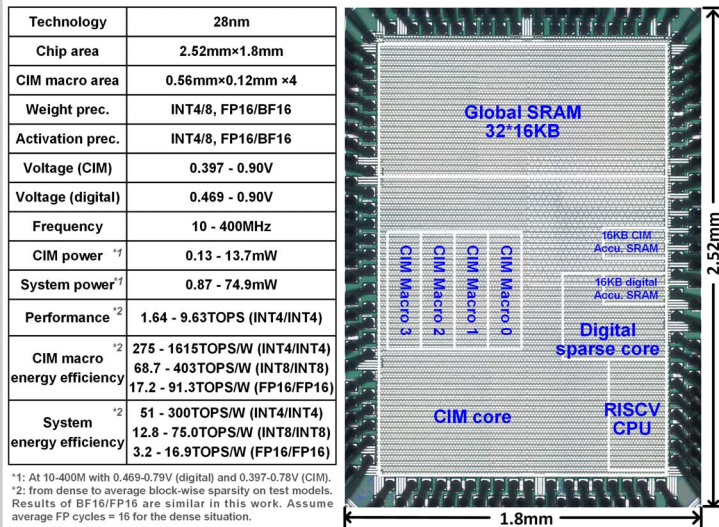 Technology 28nm
Chip area 2.52mm×1.8mm
CIM macro area 0.56mm×0.12mm ×4
Weight prec. INT4/8, FP16/BF16
Activation prec. INT4/8, FP16/BF16
Voltage (CIM) 0.397 - 0.90V
Voltage (digital) 0.469 - 0.90V
Frequency 10 - 400MHz
CIM power *1 0.13 - 13.7mW
System power*1 0.87 - 74.9mW
Performance *2 1.64 - 9.63TOPS (INT4/INT4)
CIM macro energy efficiency *2
275 - 1615TOPS/W (INT4/INT4)
68.7 - 403TOPS/W (INT8/INT8)
17.2 - 91.3TOPS/W (FP16/FP16)
System energy efficiency *2
51 - 300TOPS/W (INT4/INT4)
12.8 - 75.0TOPS/W (INT8/INT8)
3.2 - 16.9TOPS/W (FP16/FP16)
*1: At 10-400M with 0.469-0.79V (digital) and 0.397-0.78V (CIM).
*2: from dense to average block-wise sparsity on test models.
Results of BF16/FP16 are similar in this work. Assume
average FP cycles = 16 for the dense situation.
Global SRAM
32*16KB
16KB CIM
Accu. SRAM
CIM Macro 3
CIM Macro 2
CIM Macro 1
CIM Macro 0
16KB digital
Accu. SRAM
Digital
sparse core
CIM core
RISCV
CPU
2.52mm
1.8mm